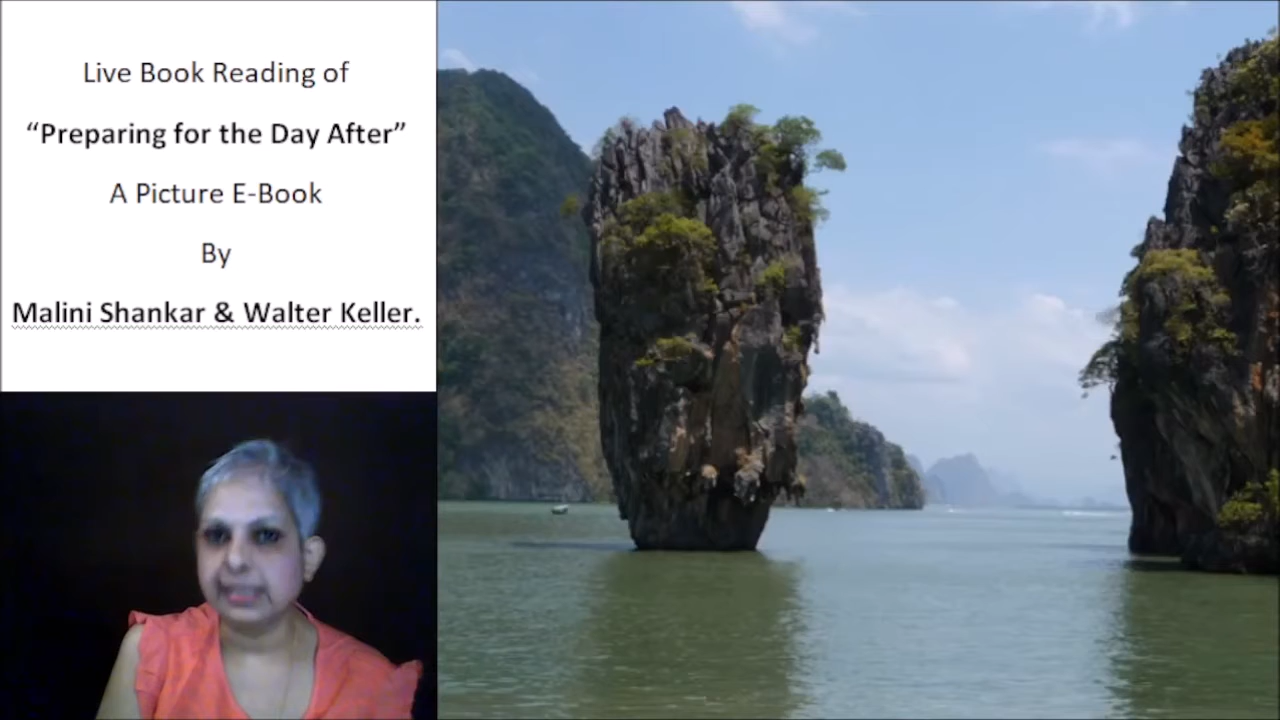 Live Book Reading of
“Preparing for the Day After”
A Picture E-Book
By
Malini Shankar & Walter Keller.